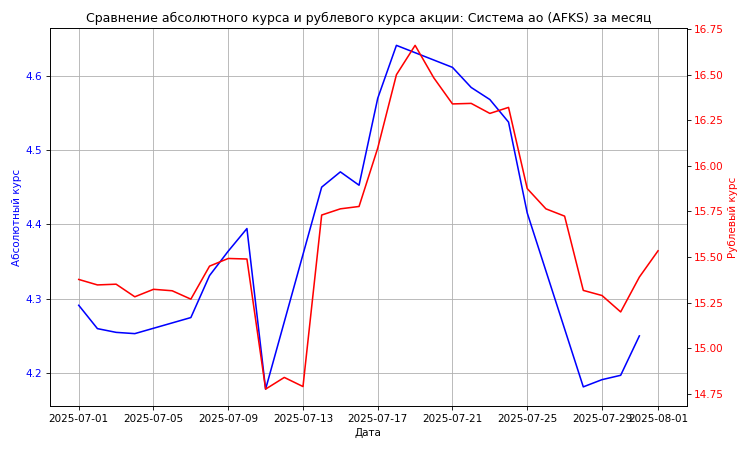 Сравнение абсолютного курса и рублевого курса акции: Система ао (AFKS) за месяц
16.75
4.6
16.50
16.25
4.5
16.00
Абсолютный курс
Рублевый курс
15.75
4.4
15.50
4.3
15.25
15.00
4.2
14.75
2025-07-01 2025-07-05 2025-07-09 2025-07-13 2025-07-17 2025-07-21 2025-07-25 2025-07-29 2025-08-01
Дата